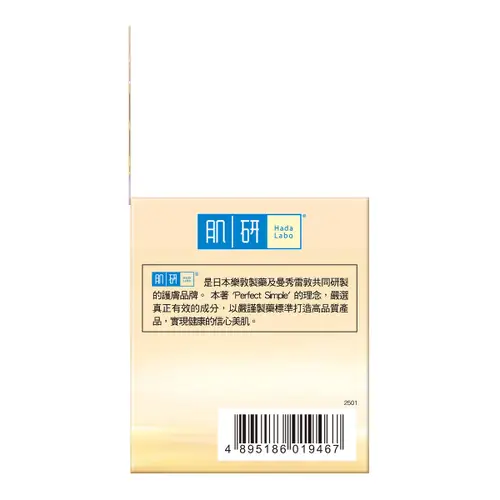 肌研 Hada
Labo ®
肌研 Hada Labo 是日本樂敦製藥及曼秀雷敦共同研製
的護膚品牌。 本著 'Perfect Simple' 的理念，嚴選
真正有效的成分，以嚴謹製藥標準打造高品質產
品，實現健康的信心美肌。
2501
4 895186 019467